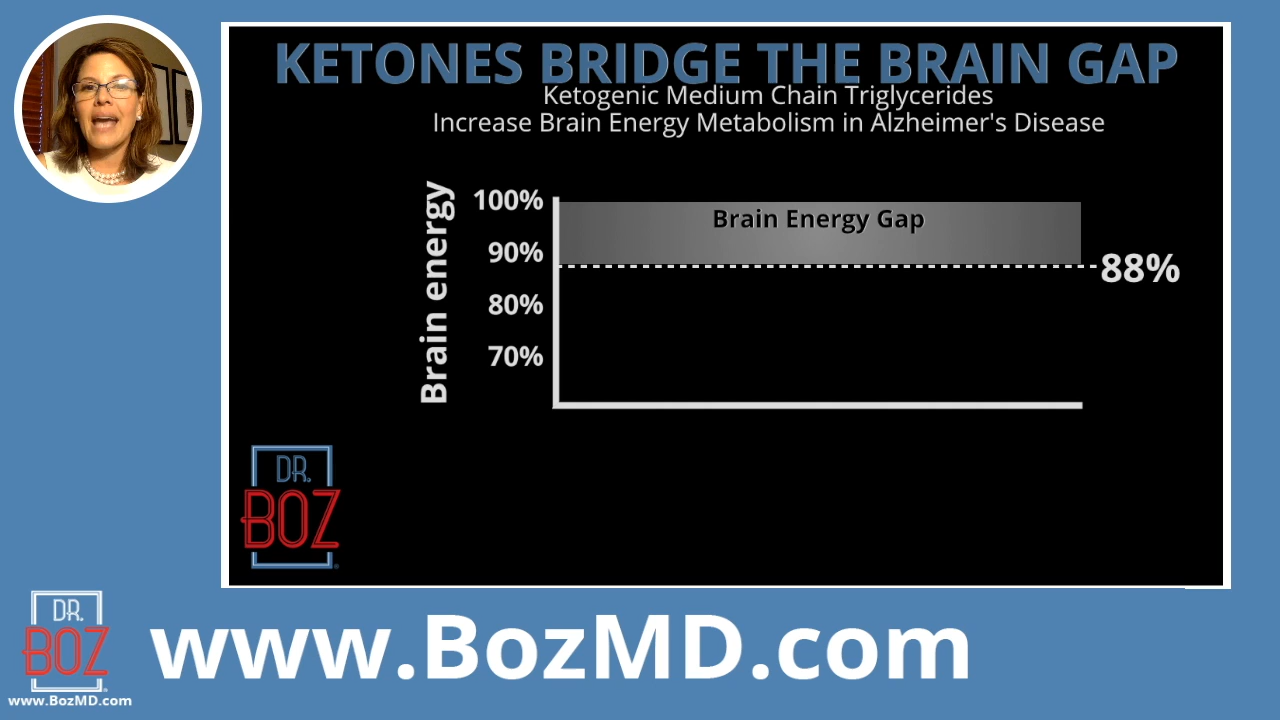 KETONES BRIDGE THE BRAIN GAP
Ketogenic Medium Chain Triglycerides
Increase Brain Energy Metabolism in Alzheimer's Disease
Brain energy
100%
Brain Energy Gap
90%
88%
80%
70%
DR.
BOZ
DR.
BOZ
www.BozMD.com
www.BozMD.com